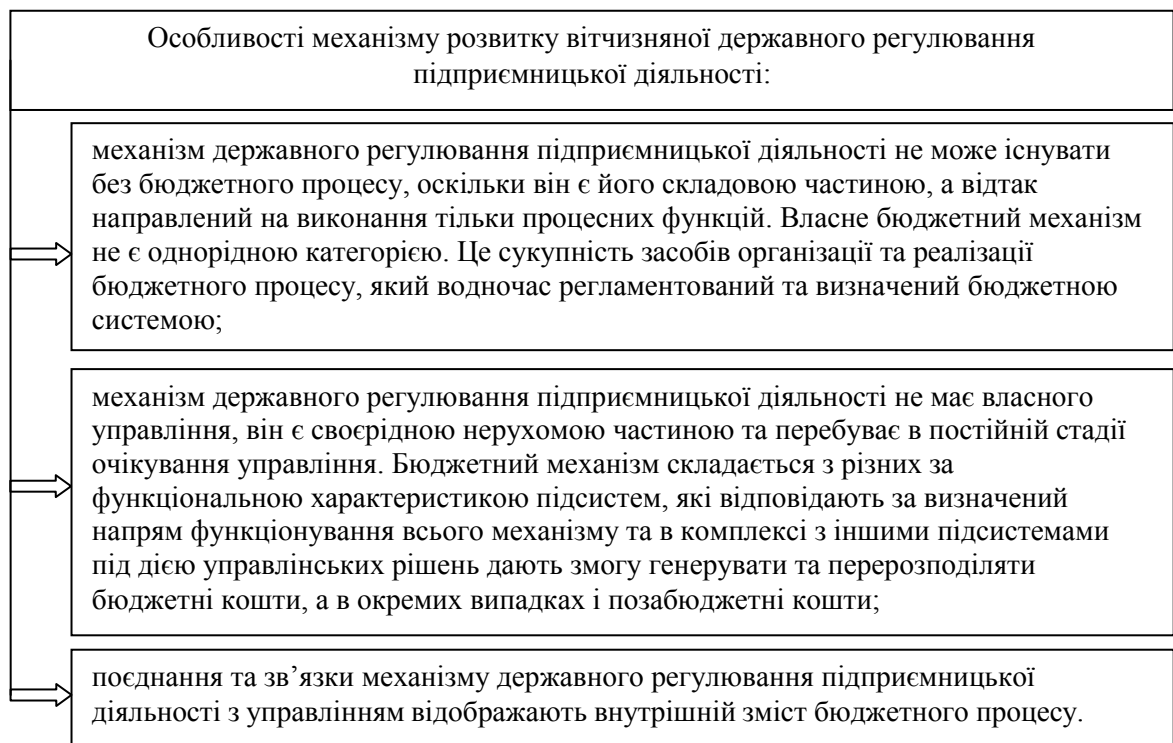 Особливості механізму розвитку вітчизняної державного регулювання
підприємницької діяльності:
механізм державного регулювання підприємницької діяльності не може існувати
без бюджетного процесу, оскільки він є його складовою частиною, а відтак
направлений на виконання тільки процесних функцій. Власне бюджетний механізм
не є однорідною категорією. Це сукупність засобів організації та реалізації
бюджетного процесу, який водночас регламентований та визначений бюджетною
системою;
механізм державного регулювання підприємницької діяльності не має власного
управління, він є своєрідною нерухомою частиною та перебуває в постійній стадії
очікування управління. Бюджетний механізм складається з різних за
функціональною характеристикою підсистем, які відповідають за визначений
напрям функціонування всього механізму та в комплексі з іншими підсистемами
під дією управлінських рішень дають змогу генерувати та перерозподіляти
бюджетні кошти, а в окремих випадках і позабюджетні кошти;
поєднання та зв’язки механізму державного регулювання підприємницької
діяльності з управлінням відображають внутрішній зміст бюджетного процесу.